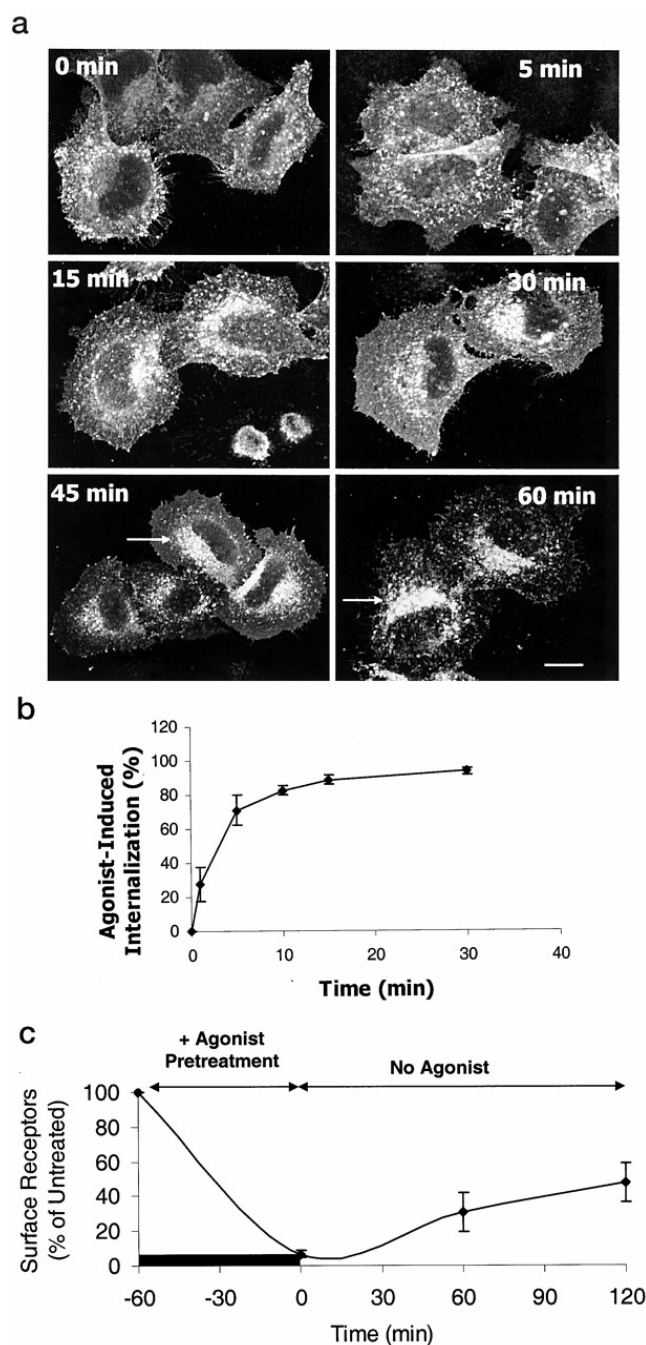 a
0 min
5 min
15 min
30 min
45 min
60 min
b
Agonist-Induced
Internalization (%)
120
100
80
60
40
20
0
0 10 20 30 40
Time (min)
c
+ Agonist
Pretreatment
No Agonist
Surface Receptors
(% of Untreated)
100
80
60
40
20
0
-60 -30 0 30 60 90 120
Time (min)